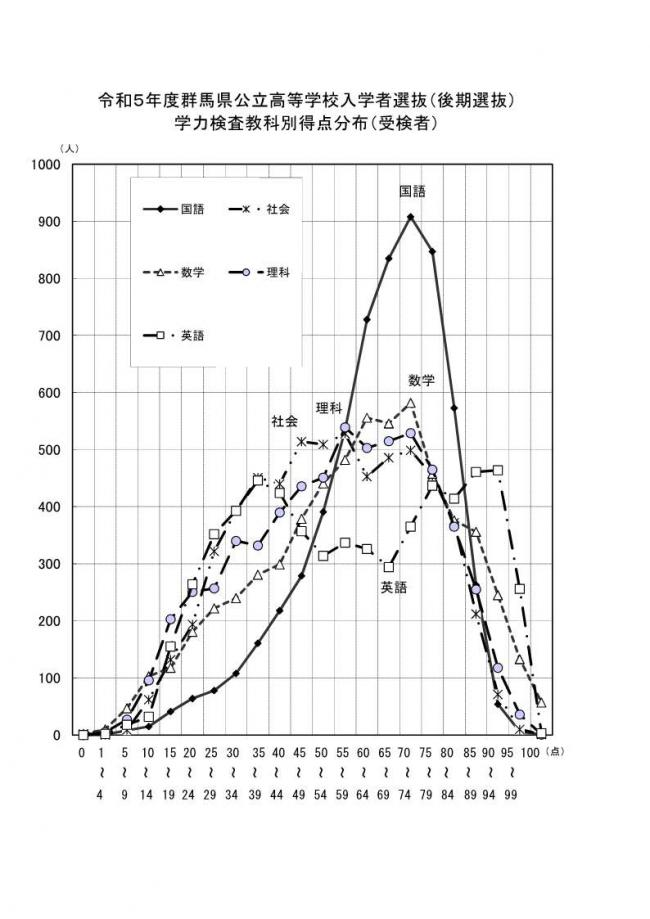 令和5年度群馬県公立高等学校入学者選抜(後期選抜)
学力検査教科別得点分布(受検者)
(人)
1000
900
800
700
600
500
400
300
200
100
0
国語 社会
数学 理科
英語
国語
数学
理科
社会
英語
0 1 5 10 15 20 25 30 35 40 45 50 55 60 65 70 75 80 85 90 95 100 (点)
~ ~ ~ ~ ~ ~ ~ ~ ~ ~ ~ ~ ~ ~ ~ ~ ~ ~ ~ ~
4 9 14 19 24 29 34 39 44 49 54 59 64 69 74 79 84 89 94 99